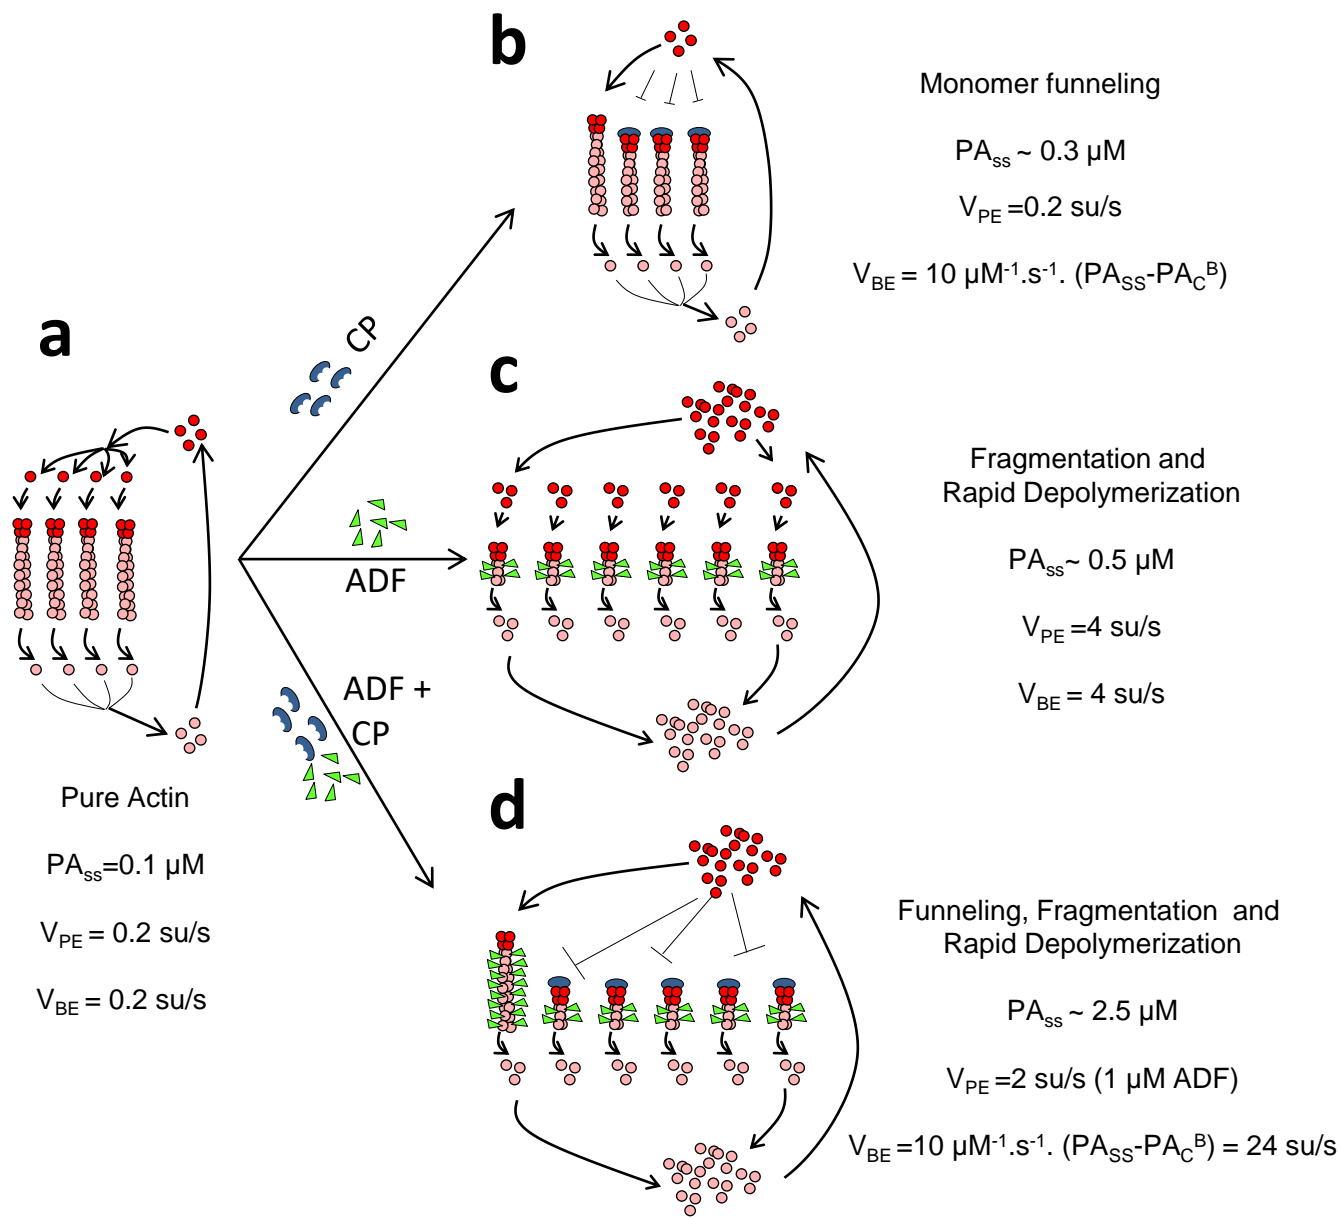 a
Pure Actin
PAss=0.1 µM
VPE = 0.2 su/s
VBE = 0.2 su/s
CP
ADF
ADF +
CP
b
Monomer funneling
PAss ~ 0.3 µM
VPE =0.2 su/s
VBE = 10 µM-1.s-1. (PASS-PACB)
c
Fragmentation and
Rapid Depolymerization
PAss~ 0.5 µM
VPE =4 su/s
VBE = 4 su/s
d
Funneling, Fragmentation and
Rapid Depolymerization
PAss ~ 2.5 µM
VPE =2 su/s (1 µM ADF)
VBE =10 µM-1.s-1. (PASS-PACB) = 24 su/s